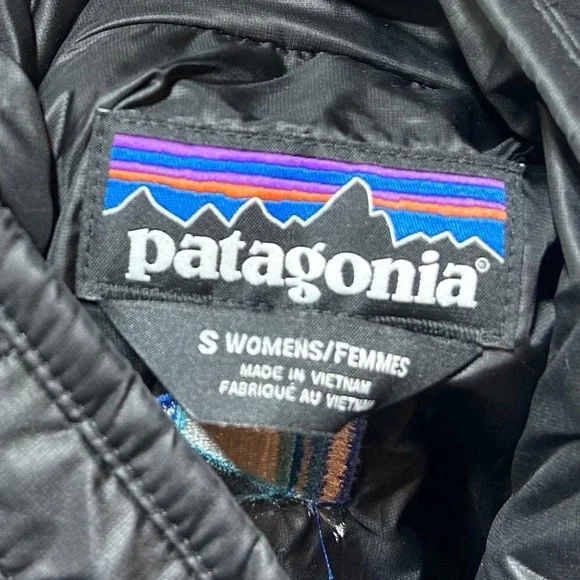 patagonia®
S WOMENS/FEMMES
MADE IN VIETNAM
FABRIQUÉ AU VIETNAM